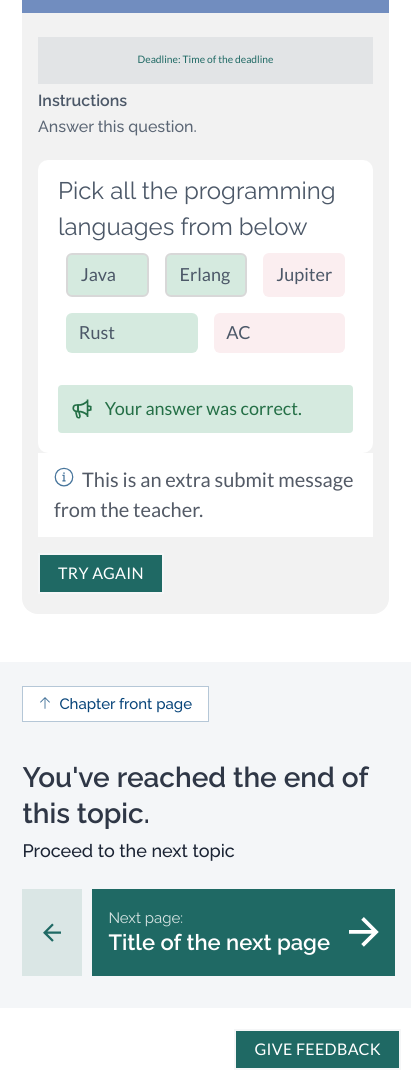 Deadline: Time of the deadline
Instructions
Answer this question.
Pick all the programming
languages from below
Java
Erlang
Jupiter
Rust
AC
Your answer was correct.
This is an extra submit message
from the teacher.
TRY AGAIN
Chapter front page
You've reached the end of
this topic.
Proceed to the next topic
Next page:
Title of the next page
GIVE FEEDBACK